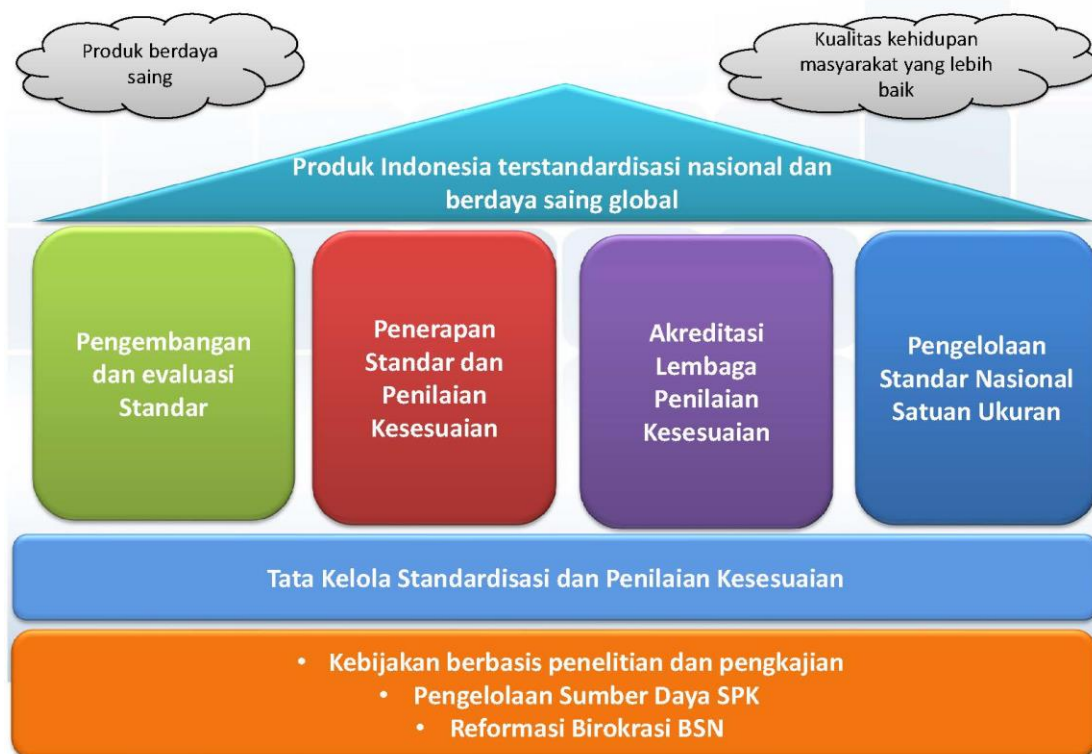 Produk berdaya
saing
Kualitas kehidupan
masyarakat yang lebih
baik
Produk Indonesia terstandardisasi nasional dan
berdaya saing global
Pengembangan
dan evaluasi
Standar
Penerapan
Standar dan
Penilaian
Kesesuaian
Akreditasi
Lembaga
Penilaian
Kesesuaian
Pengelolaan
Standar Nasional
Satuan Ukuran
Tata Kelola Standardisasi dan Penilaian Kesesuaian
• Kebijakan berbasis penelitian dan pengkajian
• Pengelolaan Sumber Daya SPK
• Reformasi Birokrasi BSN